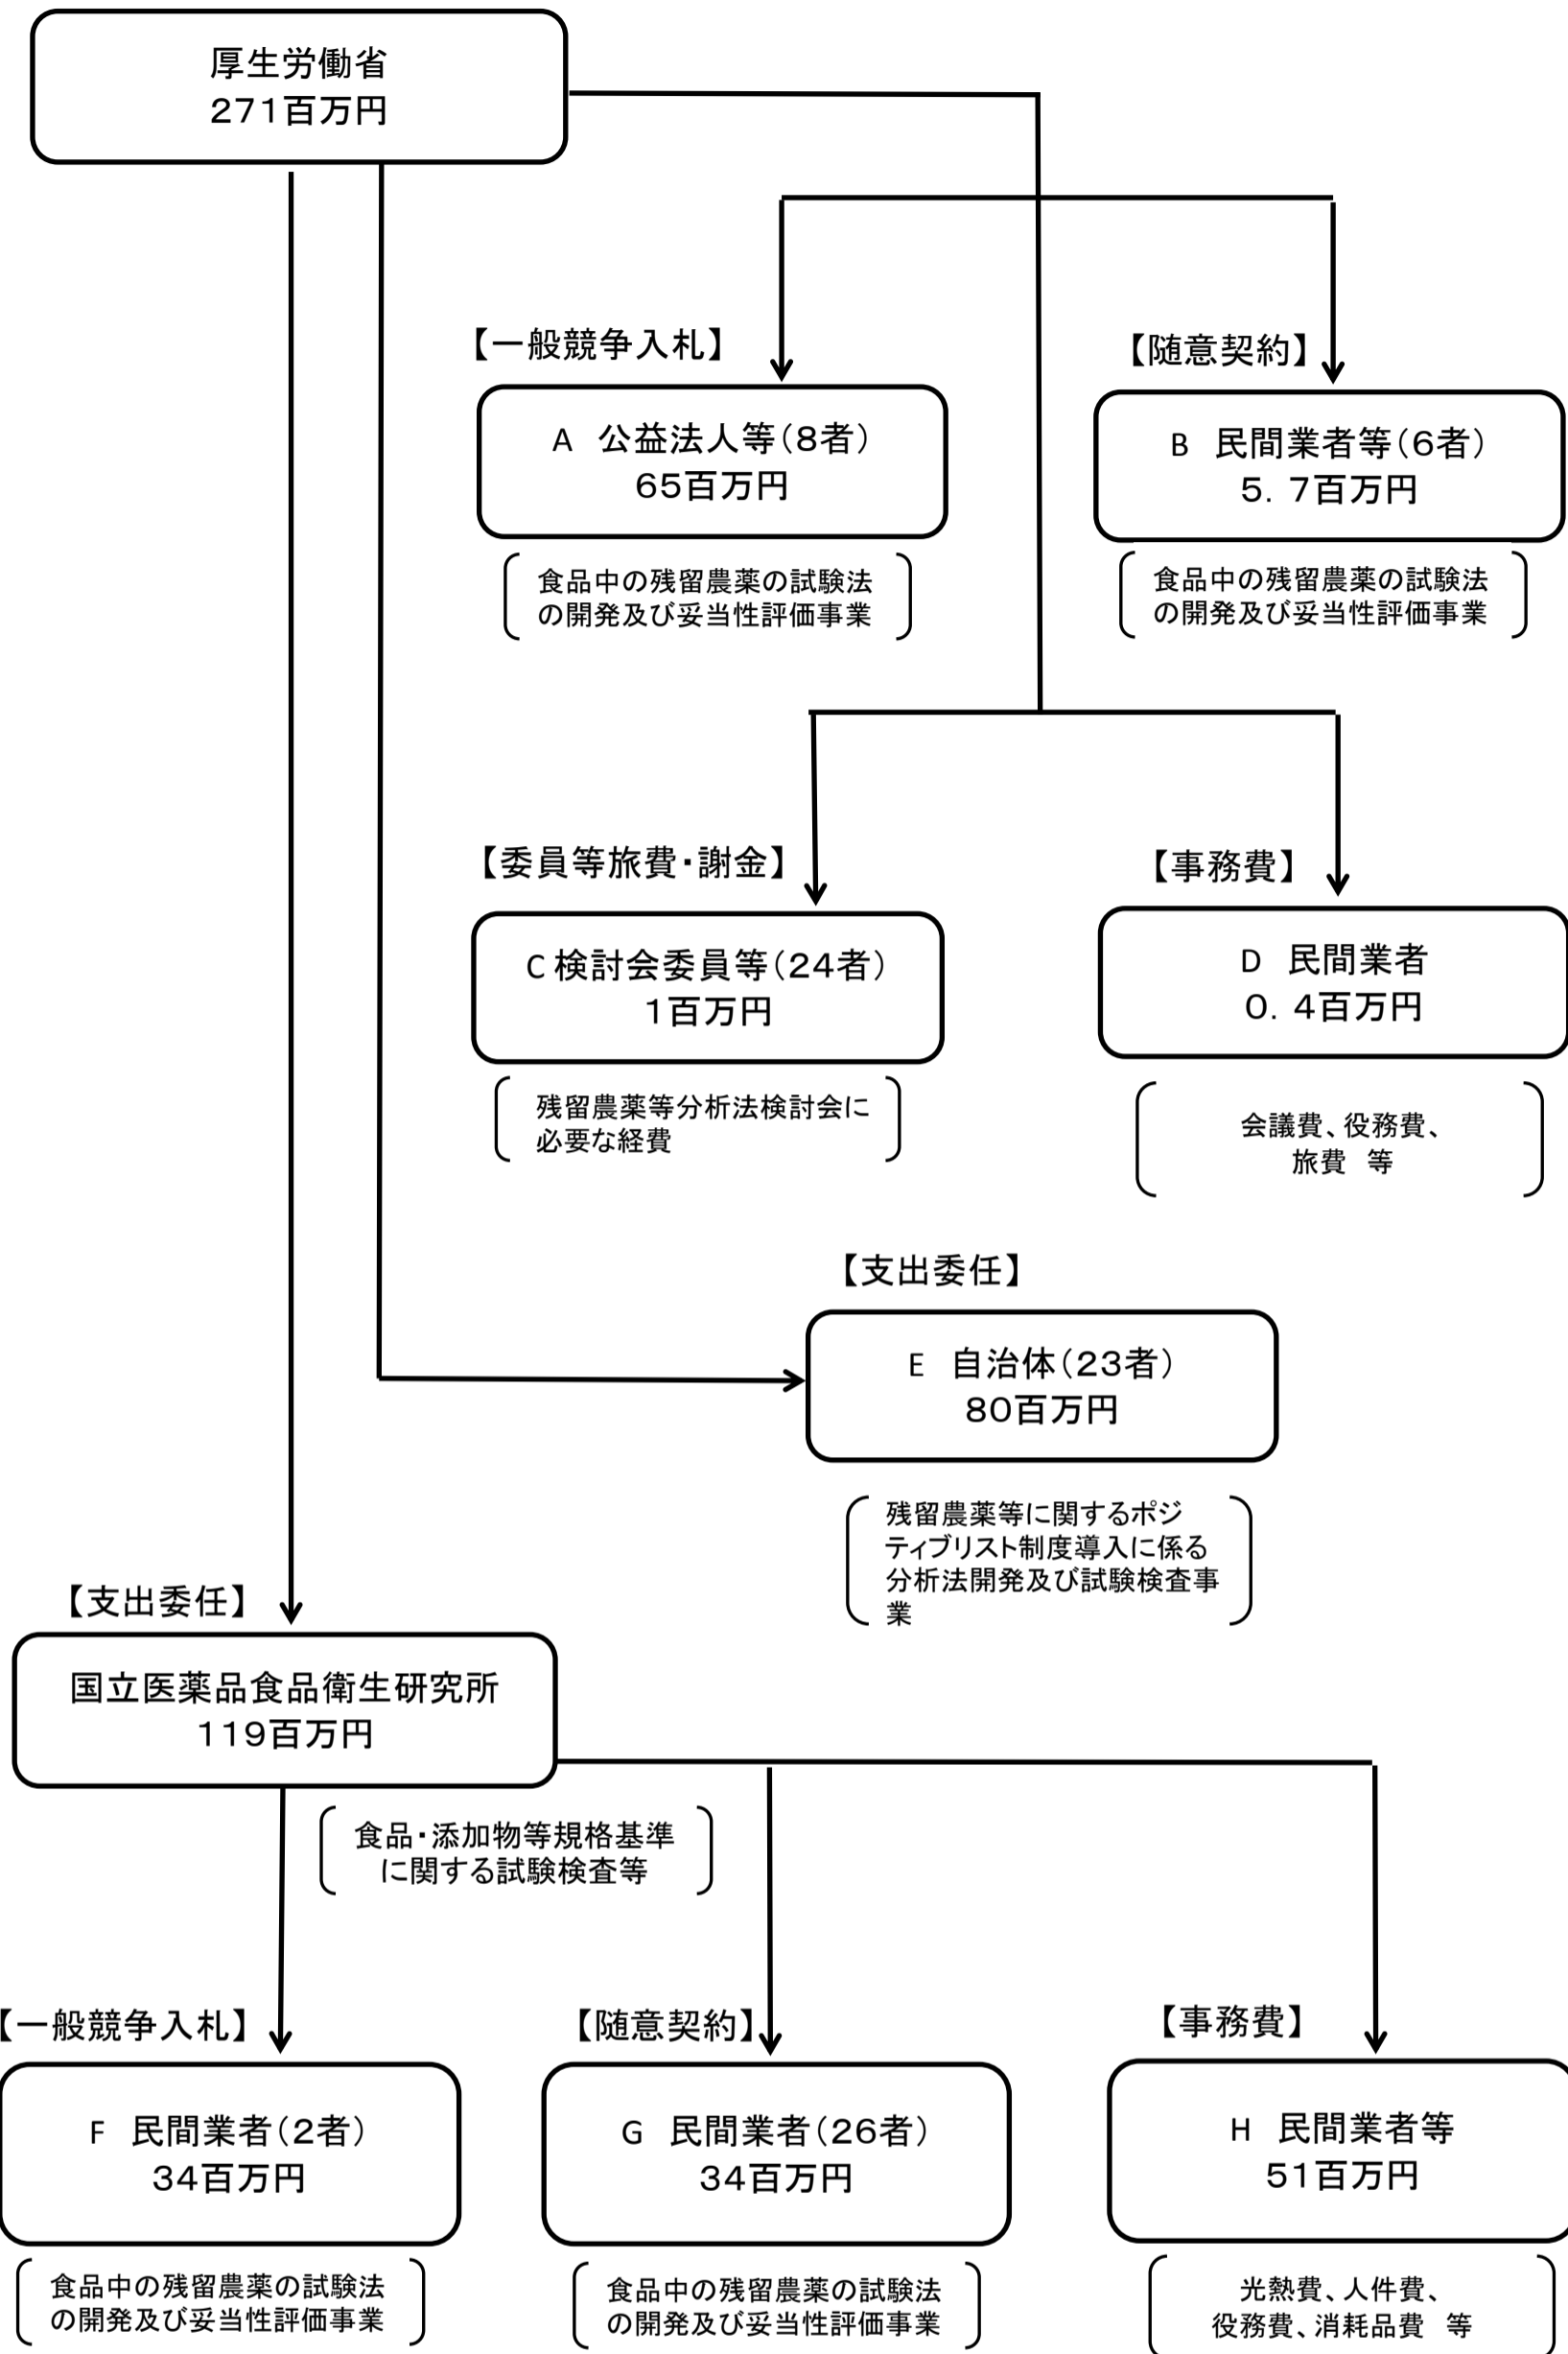 厚生労働省
271百万円
【一般競争入札】
A　公益法人等(8者)
65百万円
食品中の残留農薬の試験法
の開発及び妥当性評価事業
【随意契約】
B　民間業者等(6者)
5．7百万円
食品中の残留農薬の試験法
の開発及び妥当性評価事業
【委員等旅費・謝金】
C 検討会委員等(24者)
1百万円
残留農薬等分析法検討会に
必要な経費
【事務費】
D　民間業者
0．4百万円
会議費、役務費、
旅費　等
【支出委任】
E　自治体(23者)
80百万円
残留農薬等に関するポジ
ティブリスト制度導入に係る
分析法開発及び試験検査事
業
【支出委任】
国立医薬品食品衛生研究所
119百万円
食品・添加物等規格基準
に関する試験検査等
【一般競争入札】
F　民間業者(2者)
34百万円
食品中の残留農薬の試験法
の開発及び妥当性評価事業
【随意契約】
G　民間業者(26者)
34百万円
食品中の残留農薬の試験法
の開発及び妥当性評価事業
【事務費】
H　民間業者等
51百万円
光熱費、人件費、
役務費、消耗品費　等